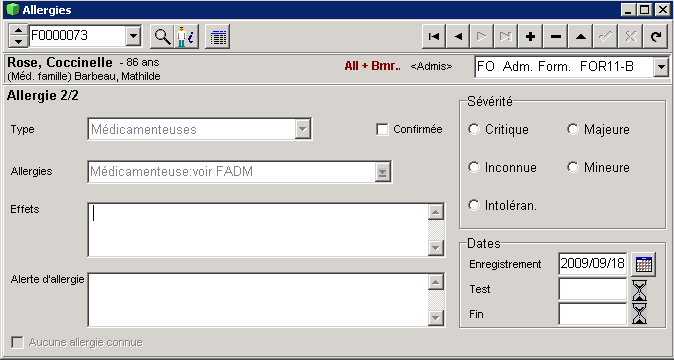 Allergies
F0000073
Rose, Coccinelle - 86 ans
(Méd. famille) Barbeau, Mathilde
All + Bmr..
<Admis>
FO Adm. Form. FOR11-B
Allergie 2/2
Type
Médicamenteuses
Confirmée
Allergies
Médicamenteuse:voir FADM
Effets
Alerte d'allergie
Aucune allergie connue
Sévérité
Critique
Majeure
Inconnue
Mineure
Intoléran.
Dates
Enregistrement
2009/09/18
Test
Fin